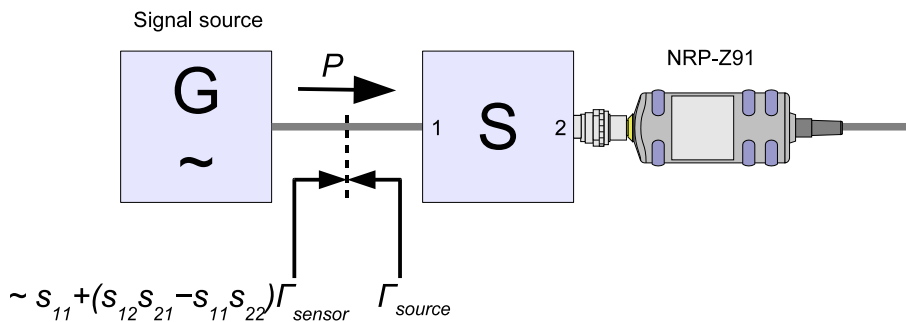 Signal source
NRP-Z91
P
G
~
1
S
2
~ s₁₁+(s₁₂s₂₁−s₁₁s₂₂)Γsensor
Γsource